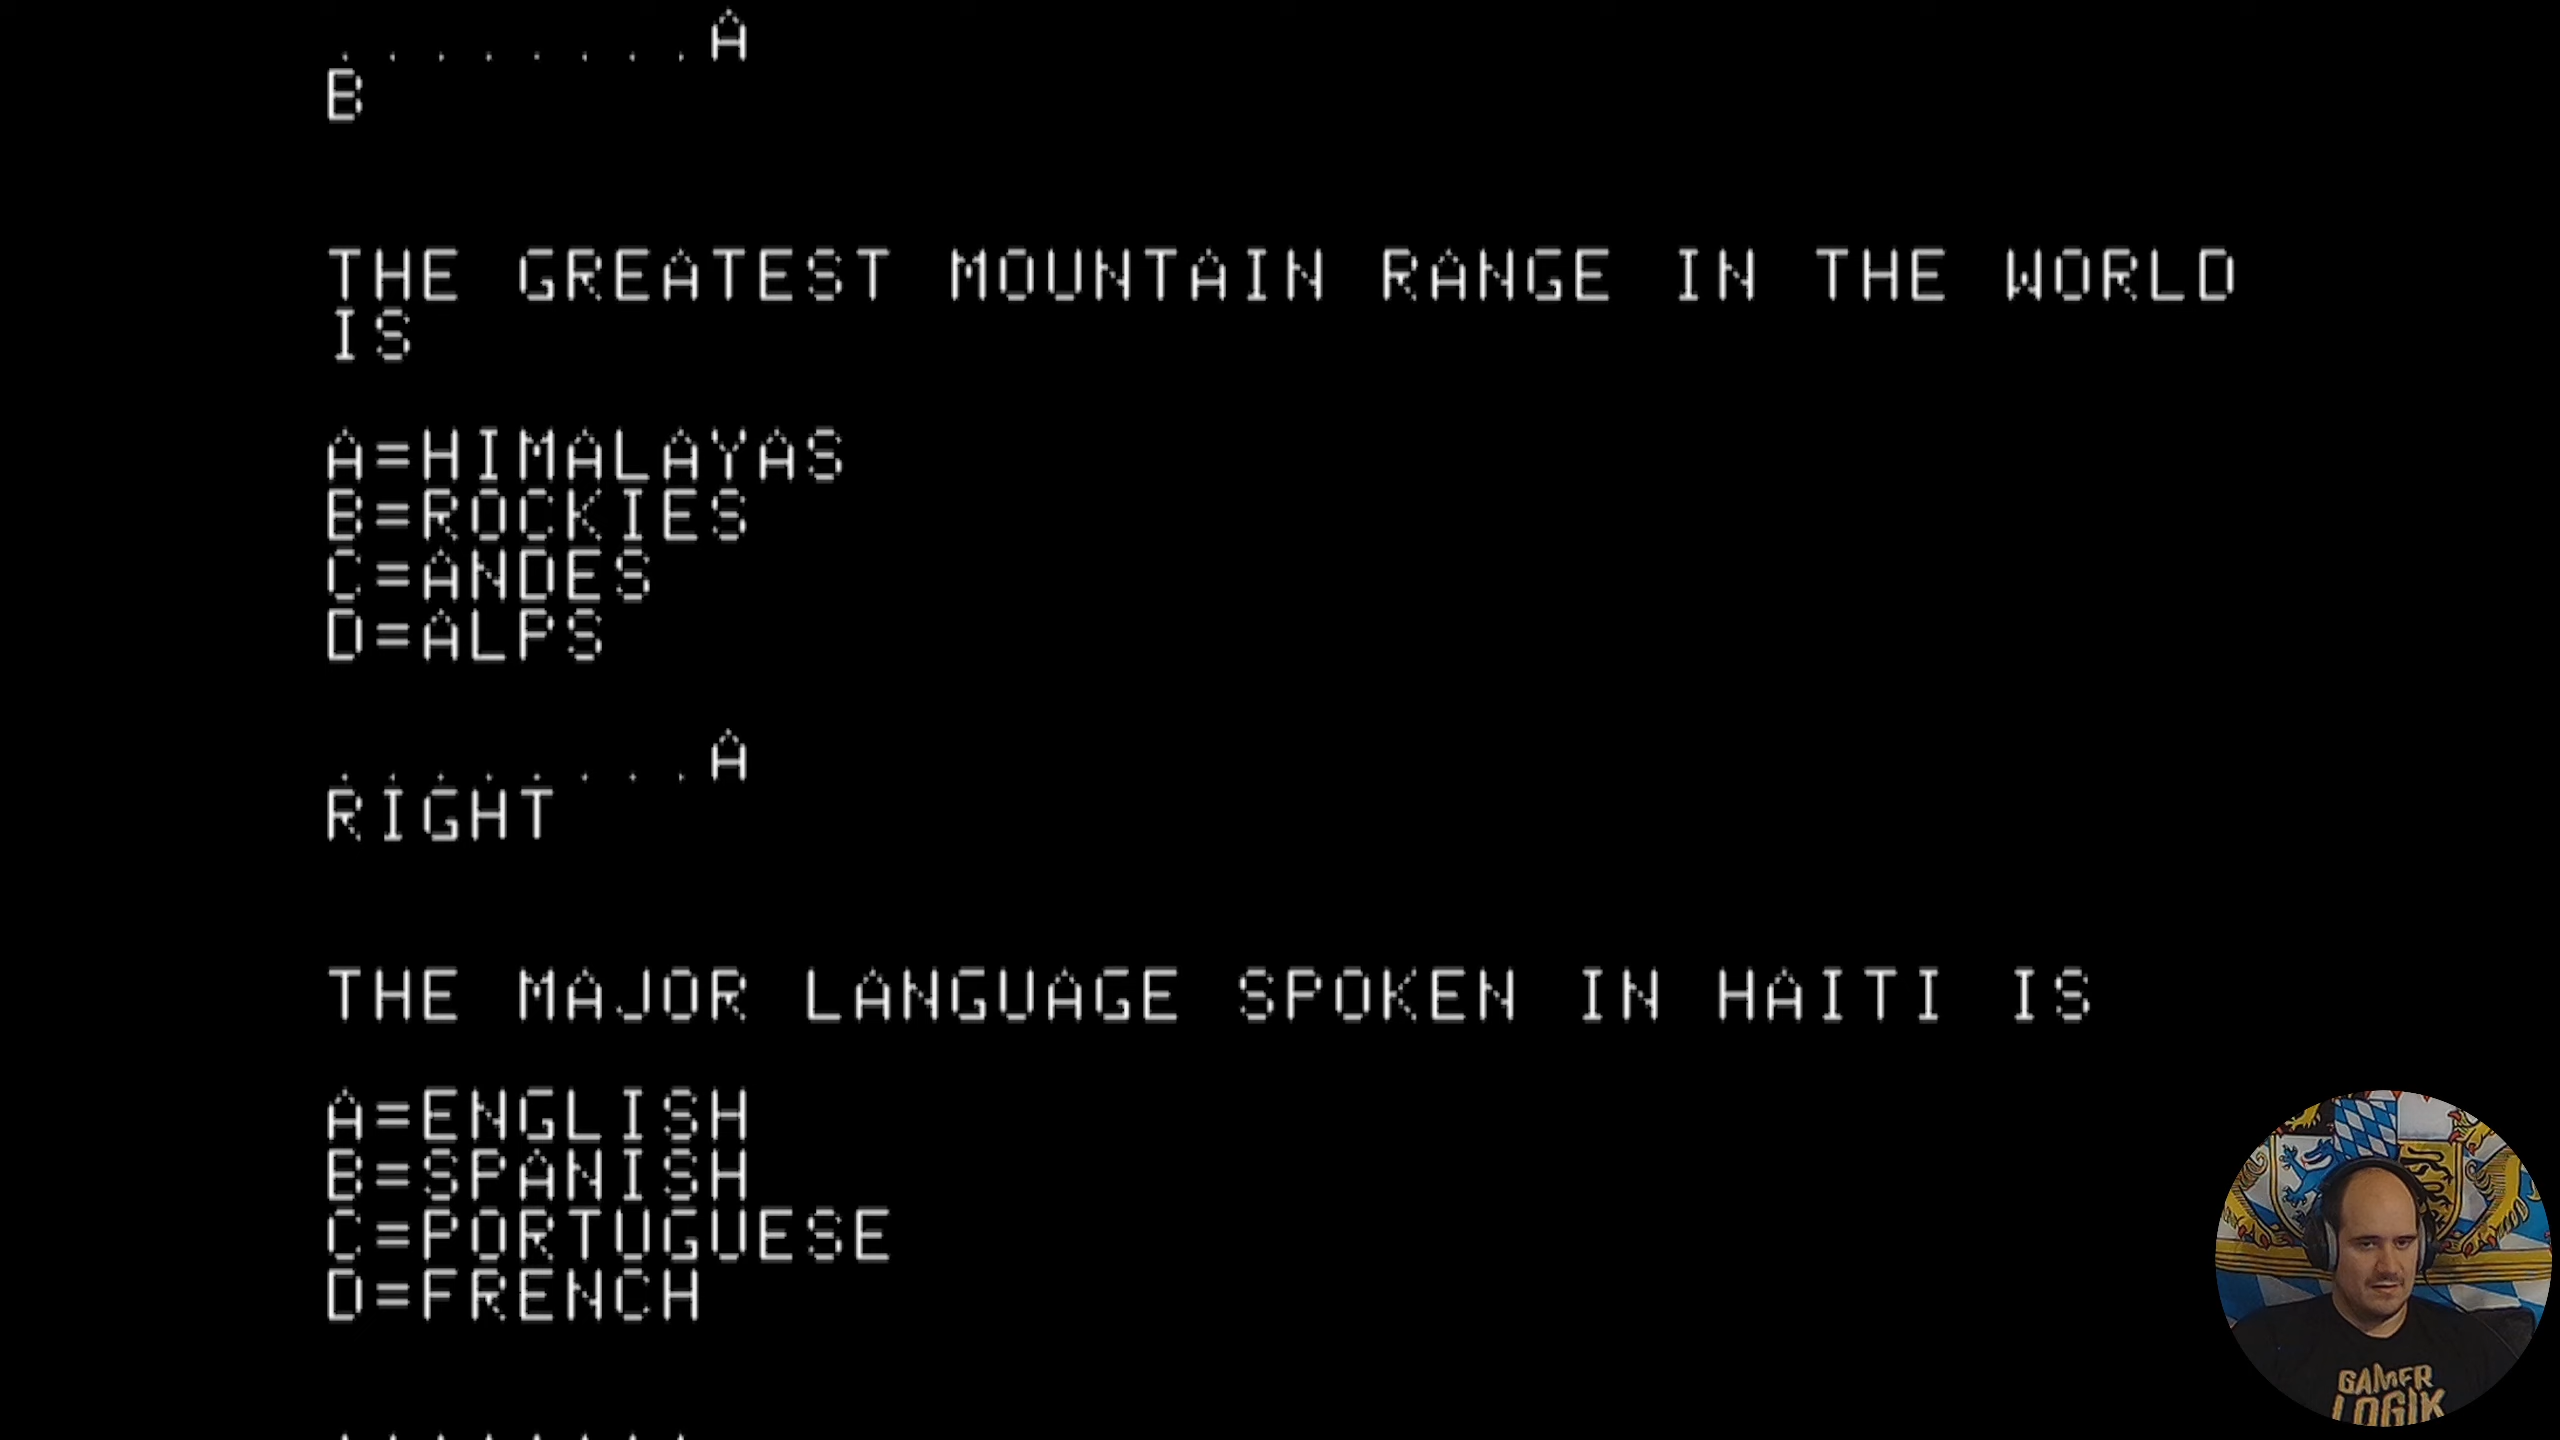 ........A
B
THE GREATEST MOUNTAIN RANGE IN THE WORLD
IS
A=HIMALAYAS
B=ROCKIES
C=ANDES
D=ALPS
........A
RIGHT
THE MAJOR LANGUAGE SPOKEN IN HAITI IS
A=ENGLISH
B=SPANISH
C=PORTUGUESE
D=FRENCH
........
GAMER
LOGIK